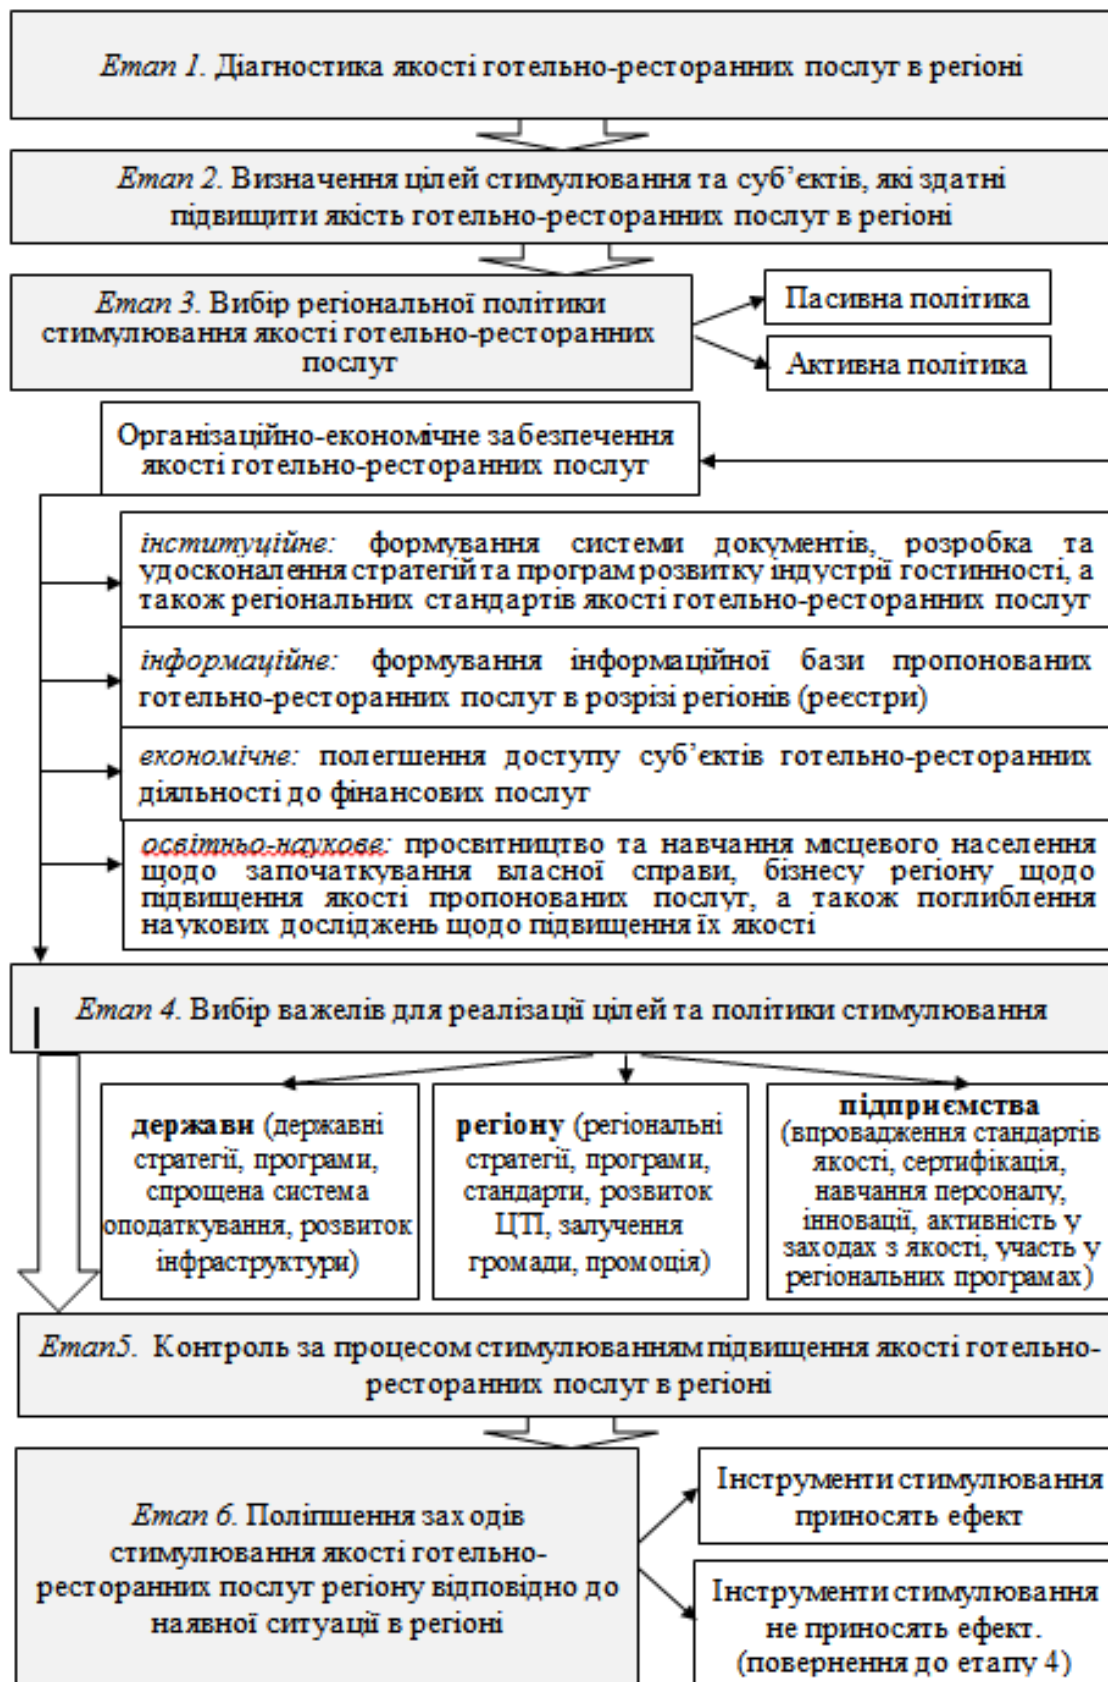 Етап 1. Діагностика якості готельно-ресторанних послуг в регіоні
Етап 2. Визначення цілей стимулювання та суб’єктів, які здатні
підвищити якість готельно-ресторанних послуг в регіоні
Етап 3. Вибір регіональної політики
стимулювання якості готельно-ресторанних
послуг
Пасивна політика
Активна політика
Організаційно-економічне забезпечення
якості готельно-ресторанних послуг
інституційне: формування системи документів, розробка та
удосконалення стратегій та програм розвитку індустрії гостинності, а
також регіональних стандартів якості готельно-ресторанних послуг
інформаційне: формування інформаційної бази пропонованих
готельно-ресторанних послуг в розрізі регіонів (реєстри)
економічне: полегшення доступу суб’єктів готельно-ресторанних
діяльності до фінансових послуг
освітньо-наукове: просвітництво та навчання місцевого населення
щодо започаткування власної справи, бізнесу регіону щодо
підвищення якості пропонованих послуг, а також поглиблення
наукових досліджень щодо підвищення їх якості
Етап 4. Вибір важелів для реалізації цілей та політики стимулювання
держави (державні
стратегії, програми,
спрощена система
оподаткування, розвиток
інфраструктури)
регіону (регіональні
стратегії, програми,
стандарти, розвиток
ЦТІ, залучення
громади, промоція)
підприємства
(впровадження стандартів
якості, сертифікація,
навчання персоналу,
інновації, активність у
заходах з якості, участь у
регіональних програмах)
Етап5. Контроль за процесом стимулюванням підвищення якості готельно-
ресторанних послуг в регіоні
Етап 6. Поліпшення заходів
стимулювання якості готельно-
ресторанних послуг регіону відповідно до
наявної ситуації в регіоні
Інструменти стимулювання
приносять ефект
Інструменти стимулювання
не приносять ефект.
(повернення до етапу 4)